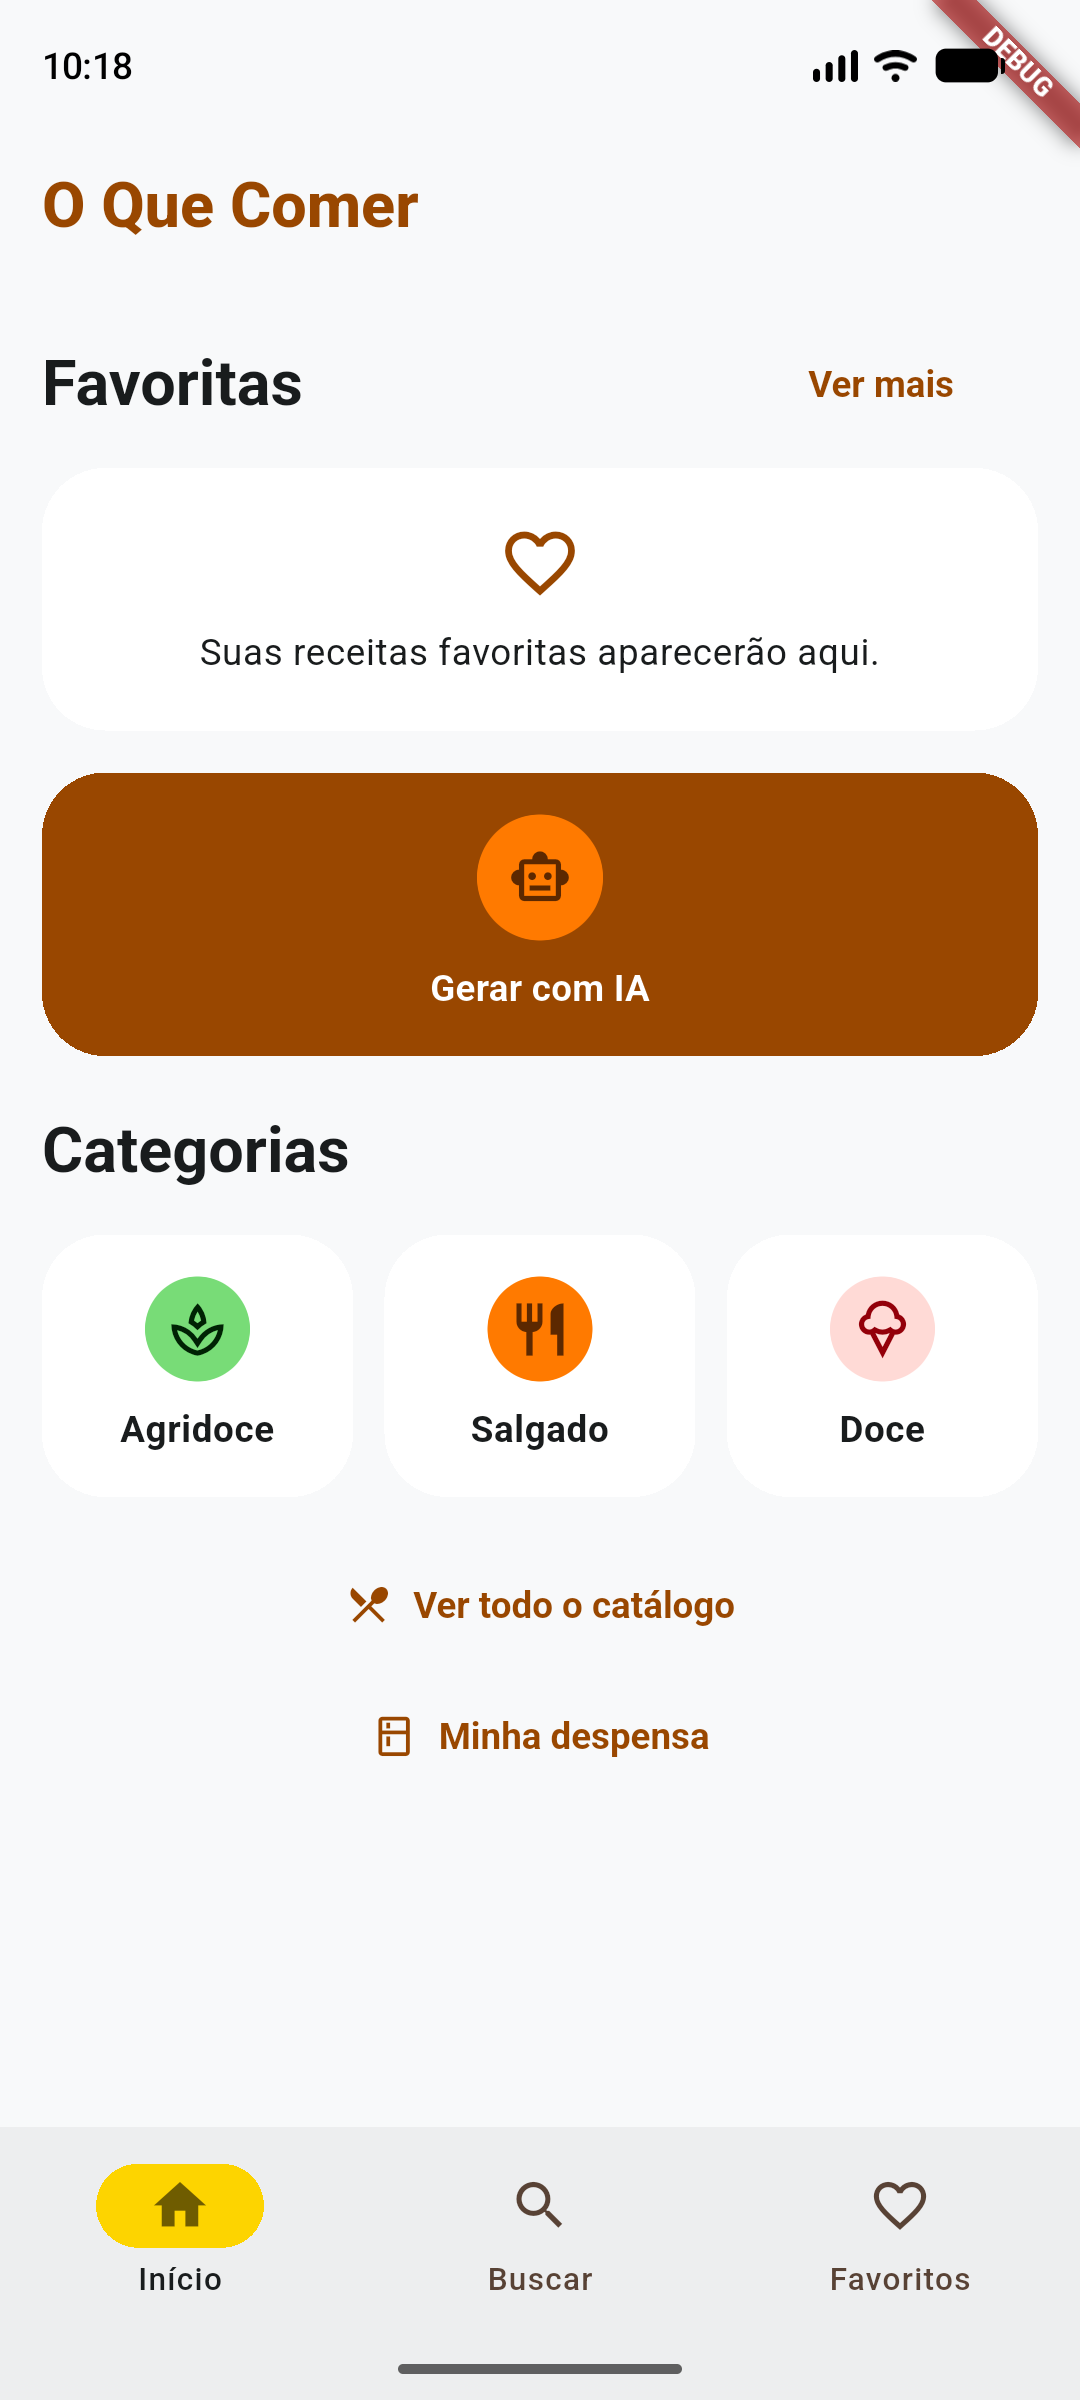 10:18
DEBUG
O Que Comer
Favoritas
Ver mais
Suas receitas favoritas aparecerão aqui.
Gerar com IA
Categorias
Agridoce
Salgado
Doce
Ver todo o catálogo
Minha despensa
Início
Buscar
Favoritos